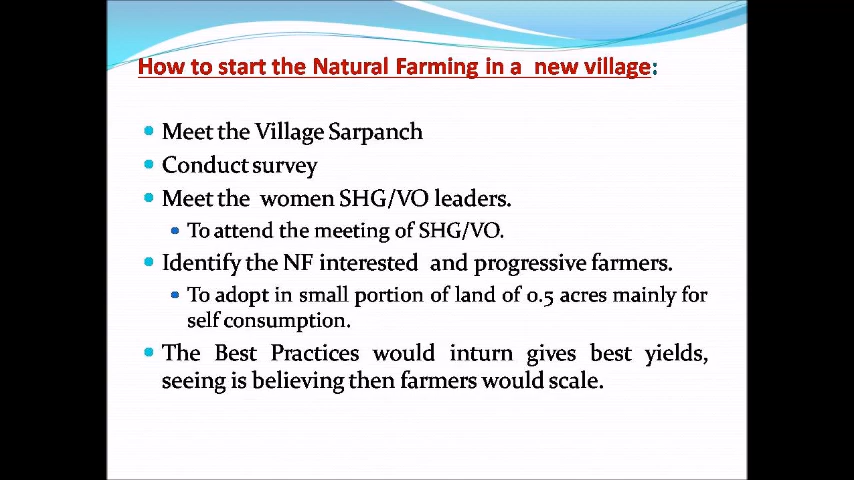 How to start the Natural Farming in a new village:
• Meet the Village Sarpanch
• Conduct survey
• Meet the women SHG/VO leaders.
• To attend the meeting of SHG/VO.
• Identify the NF interested and progressive farmers.
• To adopt in small portion of land of 0.5 acres mainly for
self consumption.
• The Best Practices would inturn gives best yields,
seeing is believing then farmers would scale.